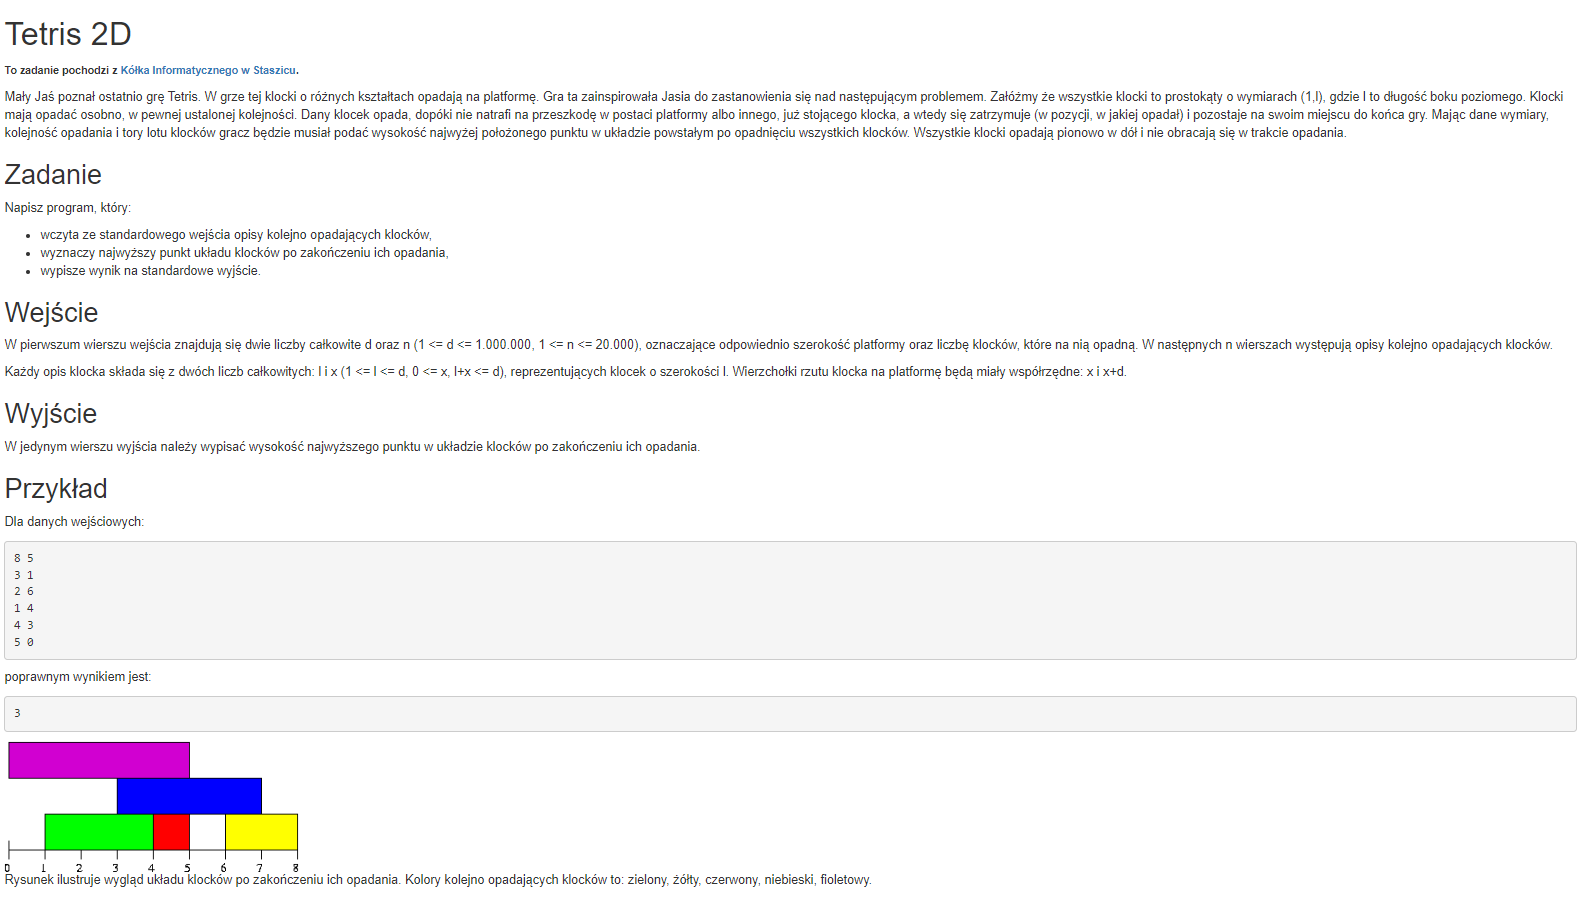 Tetris 2D
To zadanie pochodzi z Kółka Informatycznego w Staszicu.
Mały Jaś poznał ostatnio grę Tetris. W grze tej klocki o różnych kształtach opadają na platformę. Gra ta zainspirowała Jasia do zastanowienia się nad następującym problemem. Załóżmy że wszystkie klocki to prostokąty o wymiarach (1,l), gdzie l to długość boku poziomego. Klocki
mają opadać osobno, w pewnej ustalonej kolejności. Dany klocek opada, dopóki nie natrafi na przeszkodę w postaci platformy albo innego, już stojącego klocka, a wtedy się zatrzymuje (w pozycji, w jakiej opadał) i pozostaje na swoim miejscu do końca gry. Mając dane wymiary,
kolejność opadania i tory lotu klocków gracz będzie musiał podać wysokość najwyżej położonego punktu w układzie powstałym po opadnięciu wszystkich klocków. Wszystkie klocki opadają pionowo w dół i nie obracają się w trakcie opadania.
Zadanie
Napisz program, który:
• wczyta ze standardowego wejścia opisy kolejno opadających klocków,
• wyznaczy najwyższy punkt układu klocków po zakończeniu ich opadania,
• wypisze wynik na standardowe wyjście.
Wejście
W pierwszum wierszu wejścia znajdują się dwie liczby całkowite d oraz n (1 <= d <= 1.000.000, 1 <= n <= 20.000), oznaczające odpowiednio szerokość platformy oraz liczbę klocków, które na nią opadną. W następnych n wierszach występują opisy kolejno opadających klocków.
Każdy opis klocka składa się z dwóch liczb całkowitych: l i x (1 <= l <= d, 0 <= x, l+x <= d), reprezentujących klocek o szerokości l. Wierzchołki rzutu klocka na platformę będą miały współrzędne: x i x+d.
Wyjście
W jedynym wierszu wyjścia należy wypisać wysokość najwyższego punktu w układzie klocków po zakończeniu ich opadania.
Przykład
Dla danych wejściowych:
8 5
3 1
2 6
1 4
4 3
5 0
poprawnym wynikiem jest:
3
0 1 2 3 4 5 6 7 8
Rysunek ilustruje wygląd układu klocków po zakończeniu ich opadania. Kolory kolejno opadających klocków to: zielony, żółty, czerwony, niebieski, fioletowy.